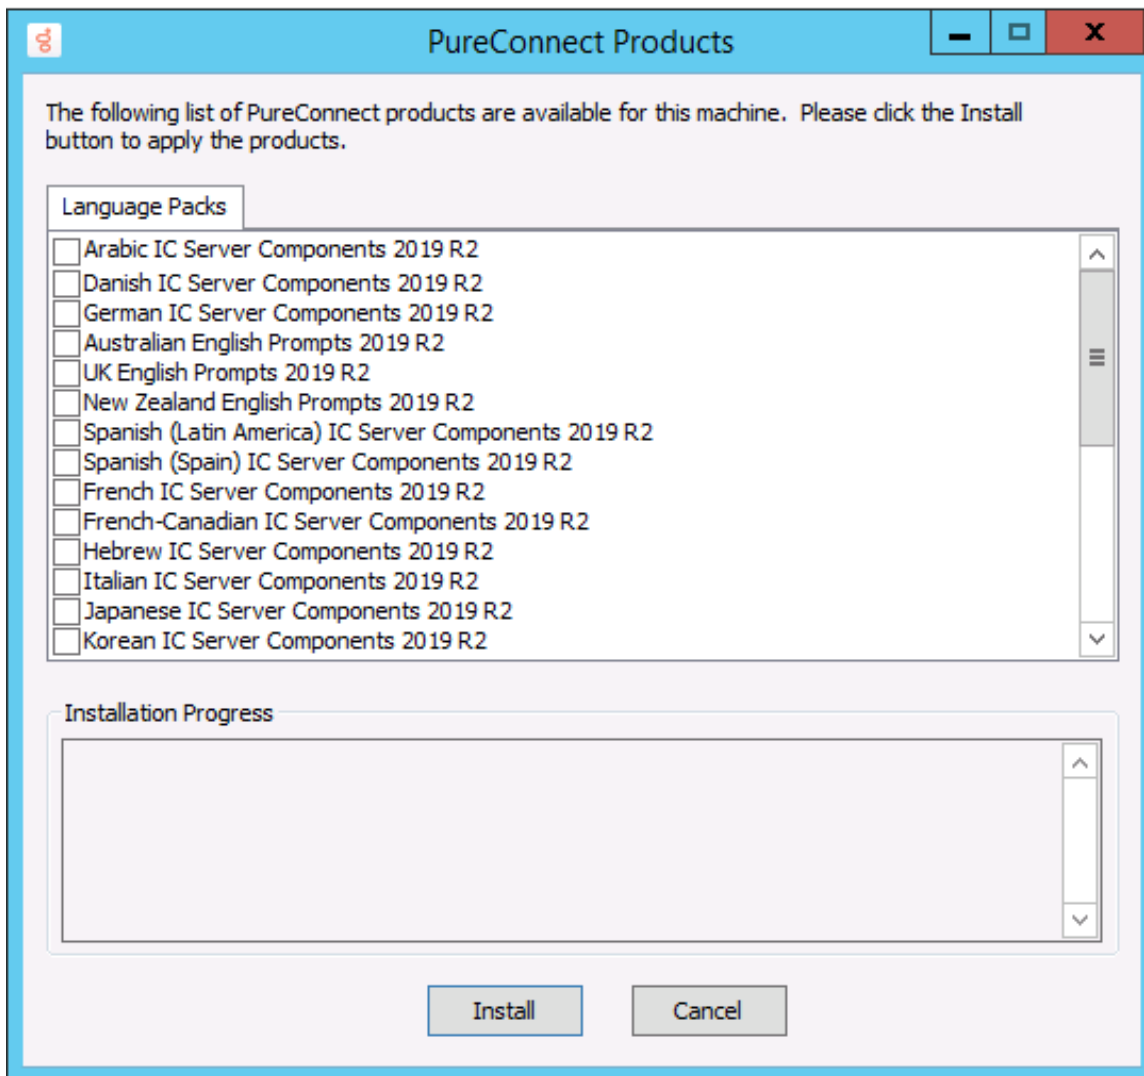 PureConnect Products
The following list of PureConnect products are available for this machine.  Please click the Install
button to apply the products.
Language Packs
Arabic IC Server Components 2019 R2
Danish IC Server Components 2019 R2
German IC Server Components 2019 R2
Australian English Prompts 2019 R2
UK English Prompts 2019 R2
New Zealand English Prompts 2019 R2
Spanish (Latin America) IC Server Components 2019 R2
Spanish (Spain) IC Server Components 2019 R2
French IC Server Components 2019 R2
French-Canadian IC Server Components 2019 R2
Hebrew IC Server Components 2019 R2
Italian IC Server Components 2019 R2
Japanese IC Server Components 2019 R2
Korean IC Server Components 2019 R2
Installation Progress
Install
Cancel